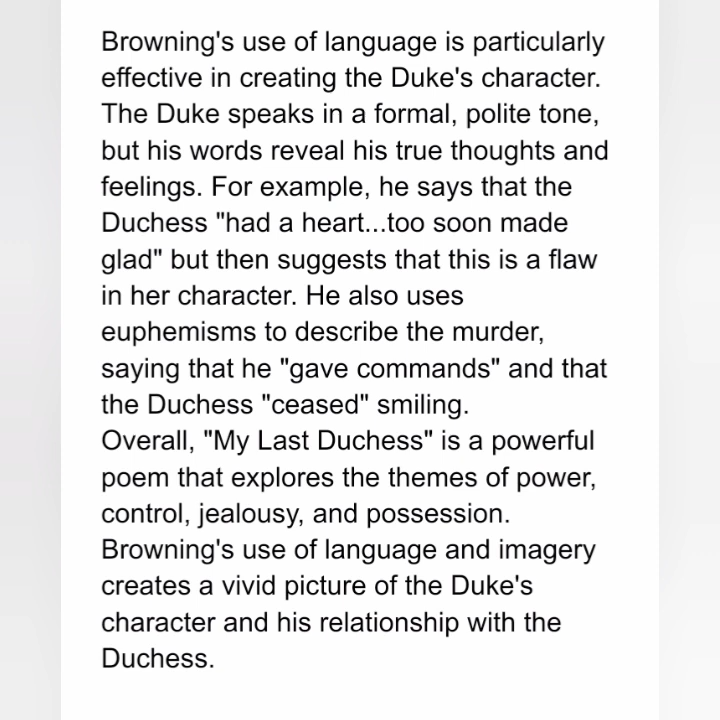 Browning's use of language is particularly
effective in creating the Duke's character.
The Duke speaks in a formal, polite tone,
but his words reveal his true thoughts and
feelings. For example, he says that the
Duchess "had a heart...too soon made
glad" but then suggests that this is a flaw
in her character. He also uses
euphemisms to describe the murder,
saying that he "gave commands" and that
the Duchess "ceased" smiling.
Overall, "My Last Duchess" is a powerful
poem that explores the themes of power,
control, jealousy, and possession.
Browning's use of language and imagery
creates a vivid picture of the Duke's
character and his relationship with the
Duchess.